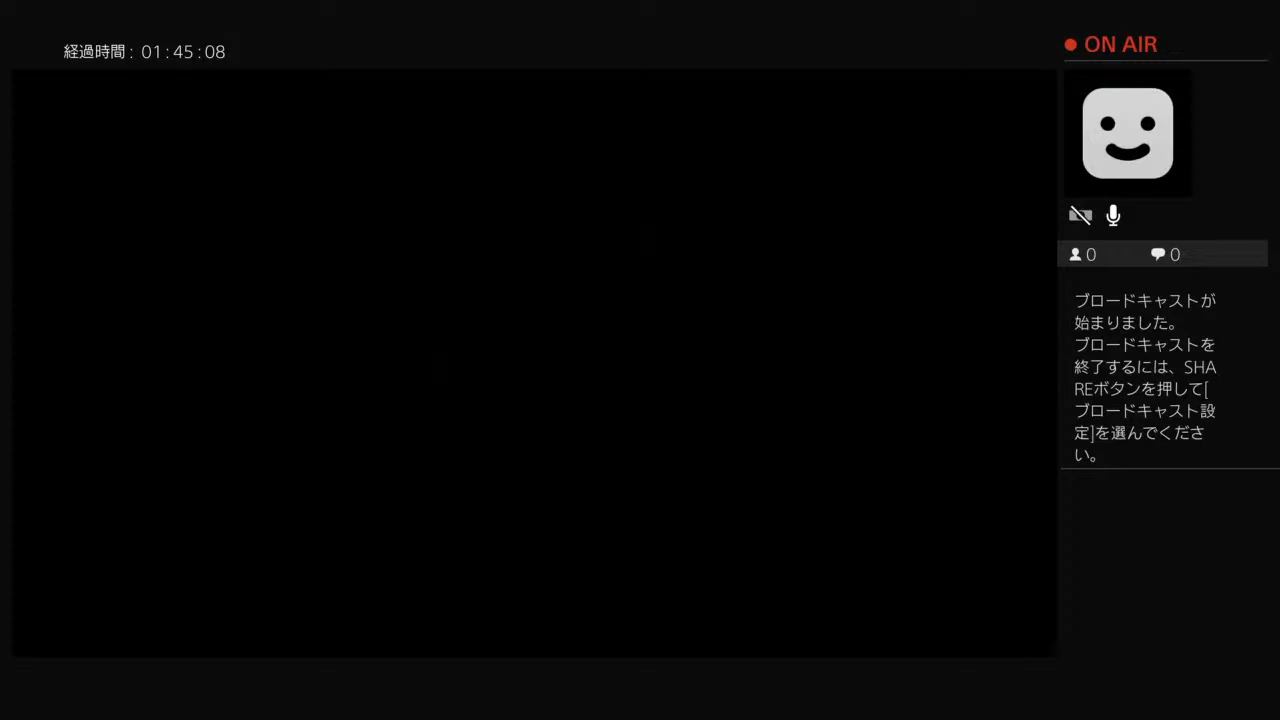 経過時間: 01:45:08
ON AIR
0
0
ブロードキャストが
始まりました。
ブロードキャストを
終了するには、SHA
REボタンを押して[
ブロードキャスト設
定]を選んでくださ
い。